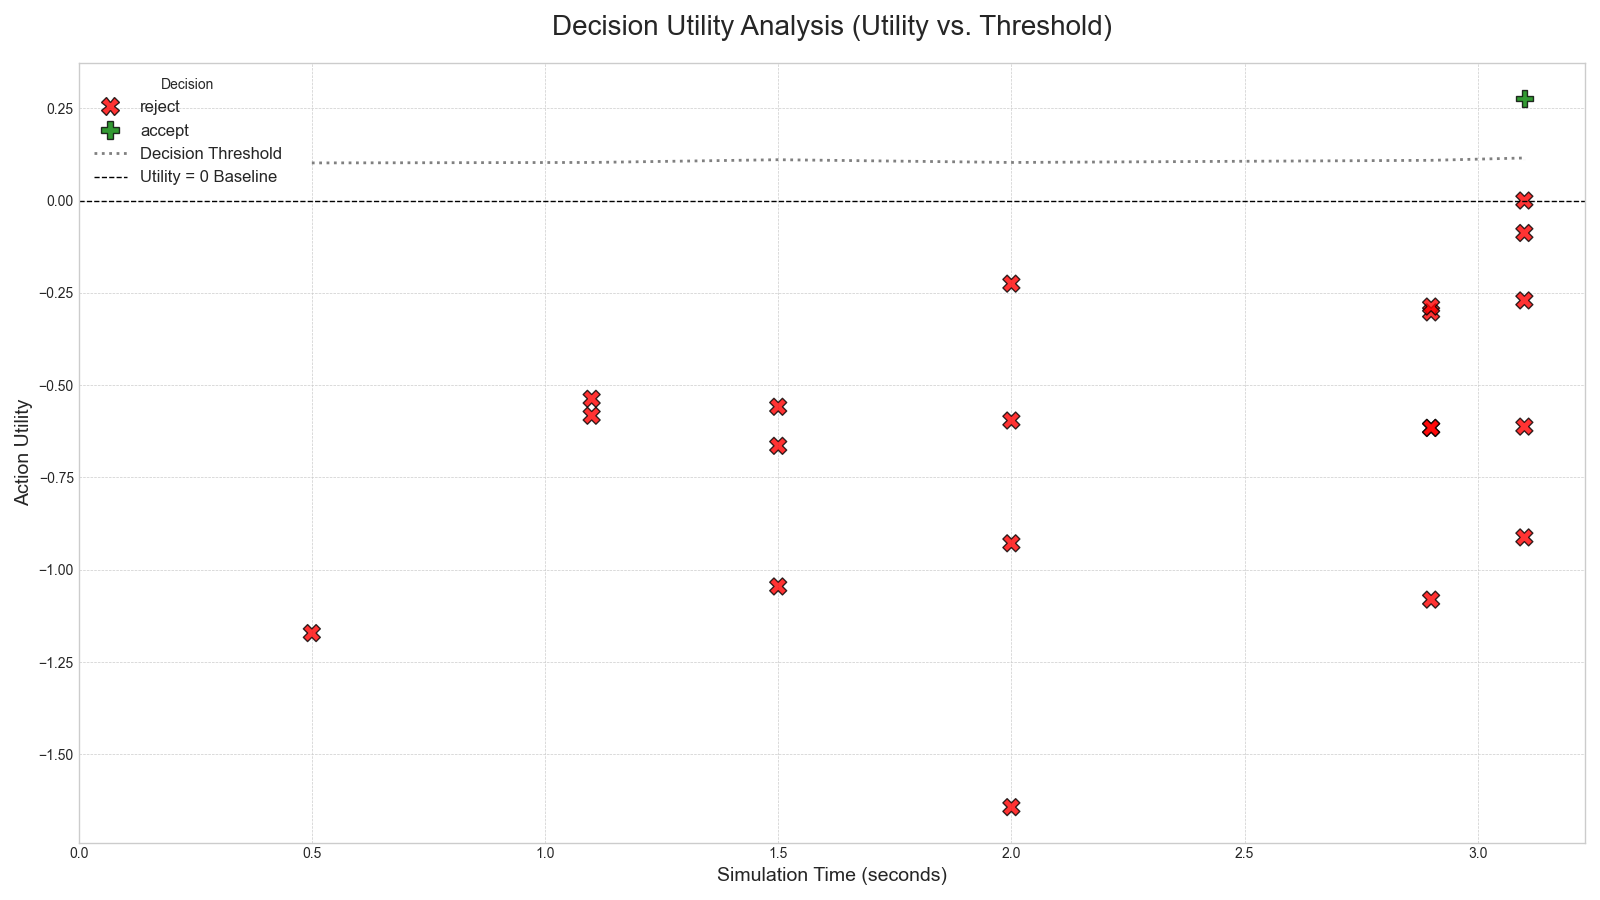 Decision Utility Analysis (Utility vs. Threshold)
Decision
reject
accept
Decision Threshold
Utility = 0 Baseline
0.25
0.00
−0.25
−0.50
−0.75
−1.00
−1.25
−1.50
Action Utility
0.0 0.5 1.0 1.5 2.0 2.5 3.0
Simulation Time (seconds)